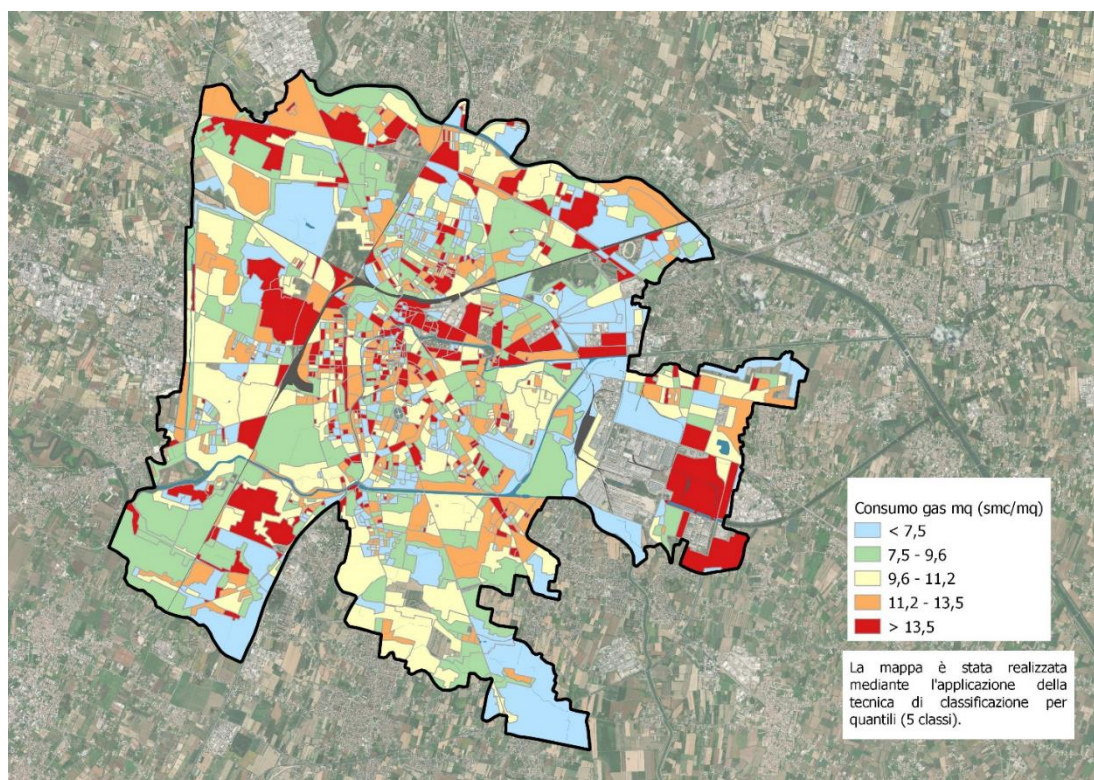 Consumo gas mq (smc/mq)
< 7,5
7,5 - 9,6
9,6 - 11,2
11,2 - 13,5
> 13,5
La mappa è stata realizzata
mediante l'applicazione della
tecnica di classificazione per
quantili (5 classi).